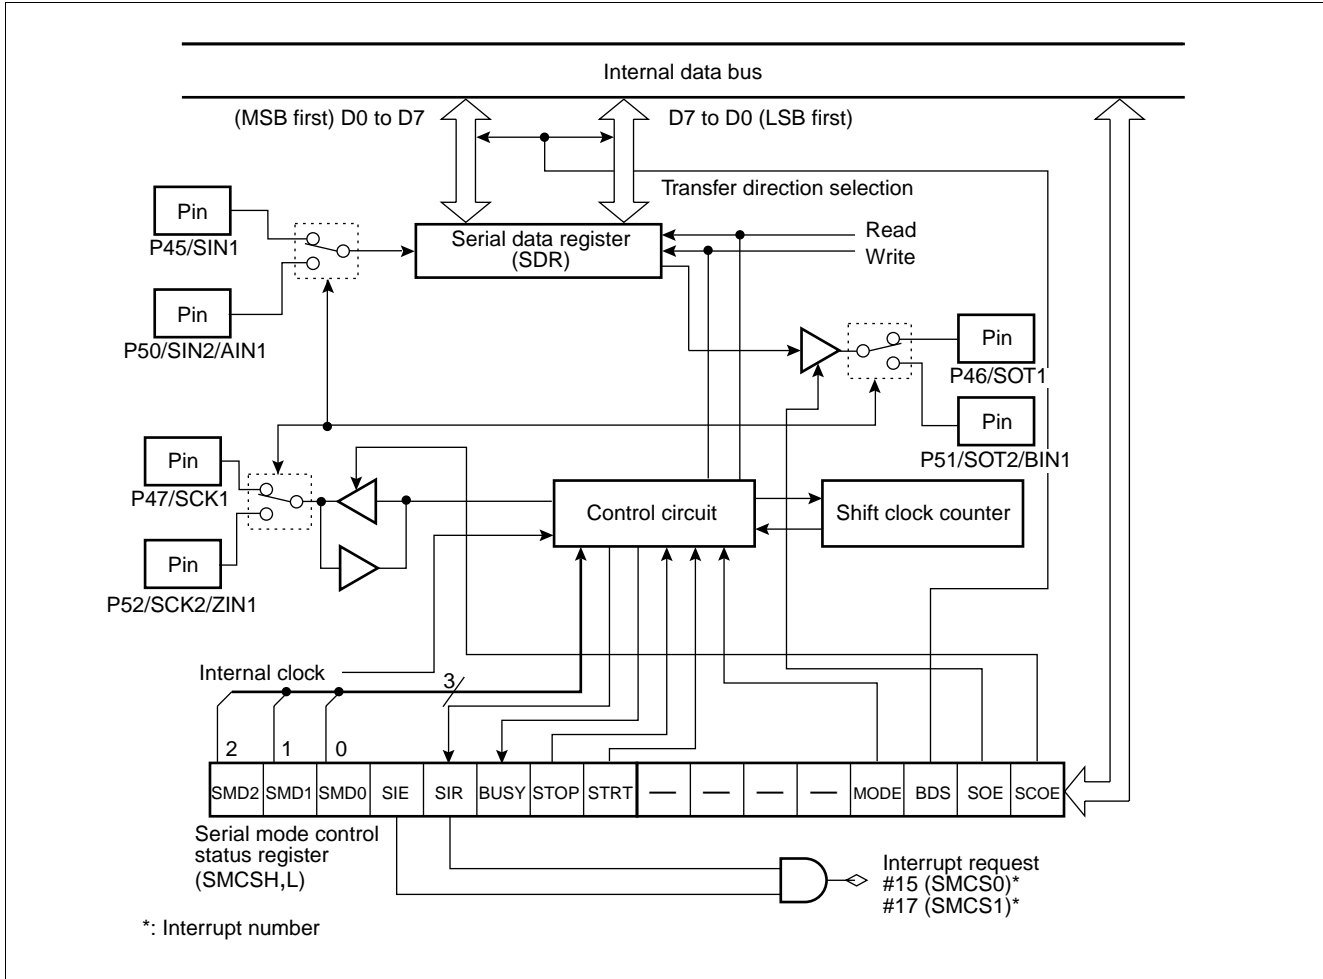 Internal data bus
(MSB first) D0 to D7
D7 to D0 (LSB first)
Transfer direction selection
Pin
P45/SIN1
Serial data register
(SDR)
Read
Write
Pin
P50/SIN2/AIN1
Pin
P46/SOT1
Pin
P51/SOT2/BIN1
Pin
P47/SCK1
Control circuit
Shift clock counter
Pin
P52/SCK2/ZIN1
Internal clock
3
2 1 0
SMD2 SMD1 SMD0 SIE SIR BUSY STOP STRT — — — — MODE BDS SOE SCOE
Serial mode control
status register
(SMCSH,L)
Interrupt request
#15 (SMCS0)*
#17 (SMCS1)*
*: Interrupt number